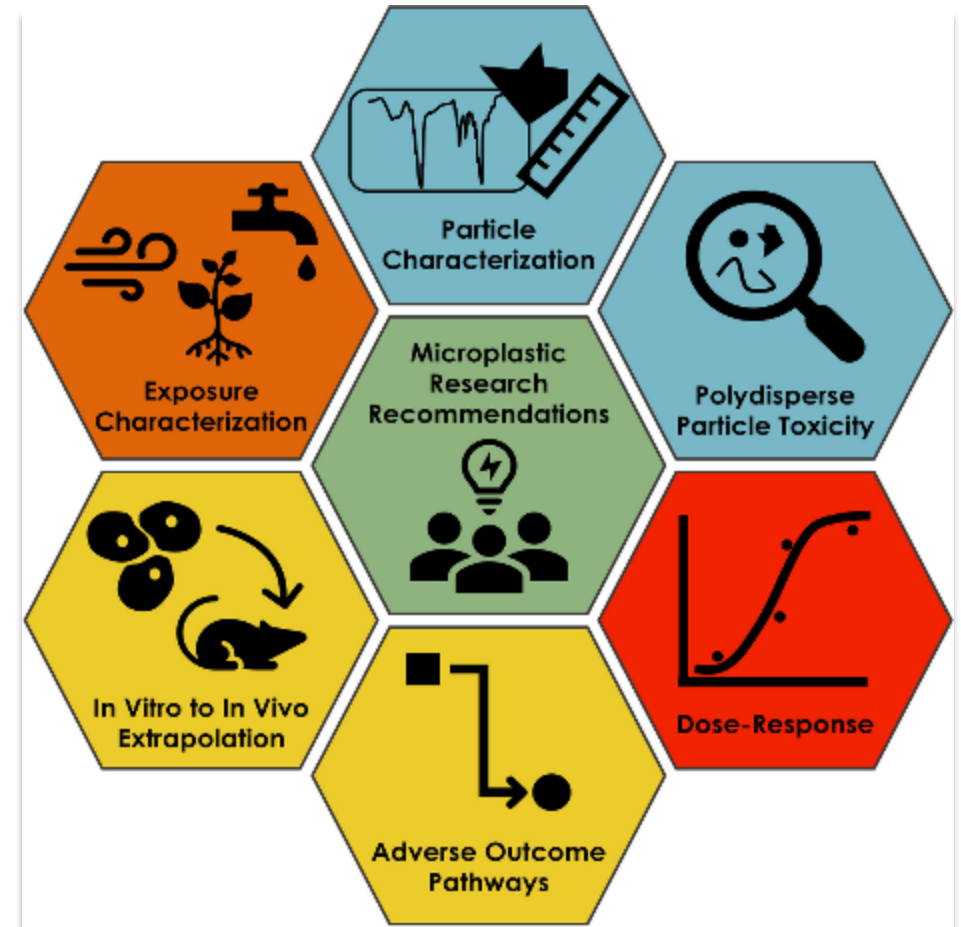 Particle
Characterization
Exposure
Characterization
Polydisperse
Particle Toxicity
Microplastic
Research
Recommendations
In Vitro to In Vivo
Extrapolation
Dose-Response
Adverse Outcome
Pathways